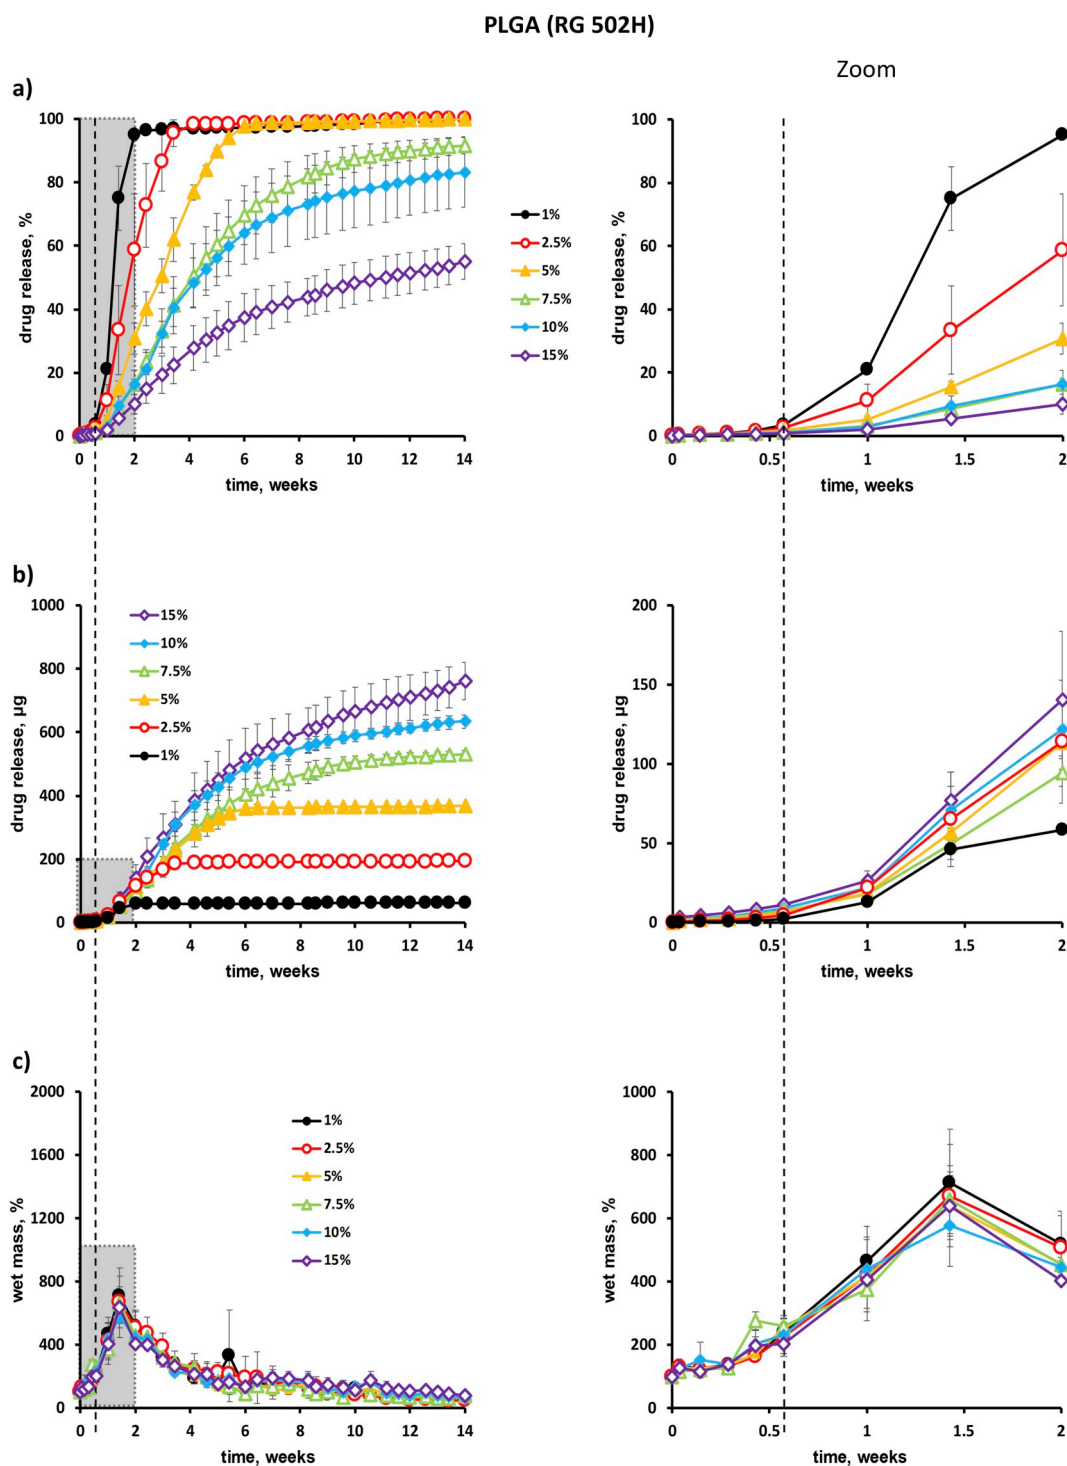 PLGA (RG 502H)
Zoom
a)
drug release, %
100
80
60
40
20
0
0 2 4 6 8 10 12 14
time, weeks
1%
2.5%
5%
7.5%
10%
15%
drug release, %
100
80
60
40
20
0
0 0.5 1 1.5 2
time, weeks
b)
drug release, µg
1000
800
600
400
200
0
0 2 4 6 8 10 12 14
time, weeks
15%
10%
7.5%
5%
2.5%
1%
drug release, µg
200
150
100
50
0
0 0.5 1 1.5 2
time, weeks
c)
wet mass, %
2000
1600
1200
800
400
0
0 2 4 6 8 10 12 14
time, weeks
1%
2.5%
5%
7.5%
10%
15%
wet mass, %
1000
800
600
400
200
0
0 0.5 1 1.5 2
time, weeks